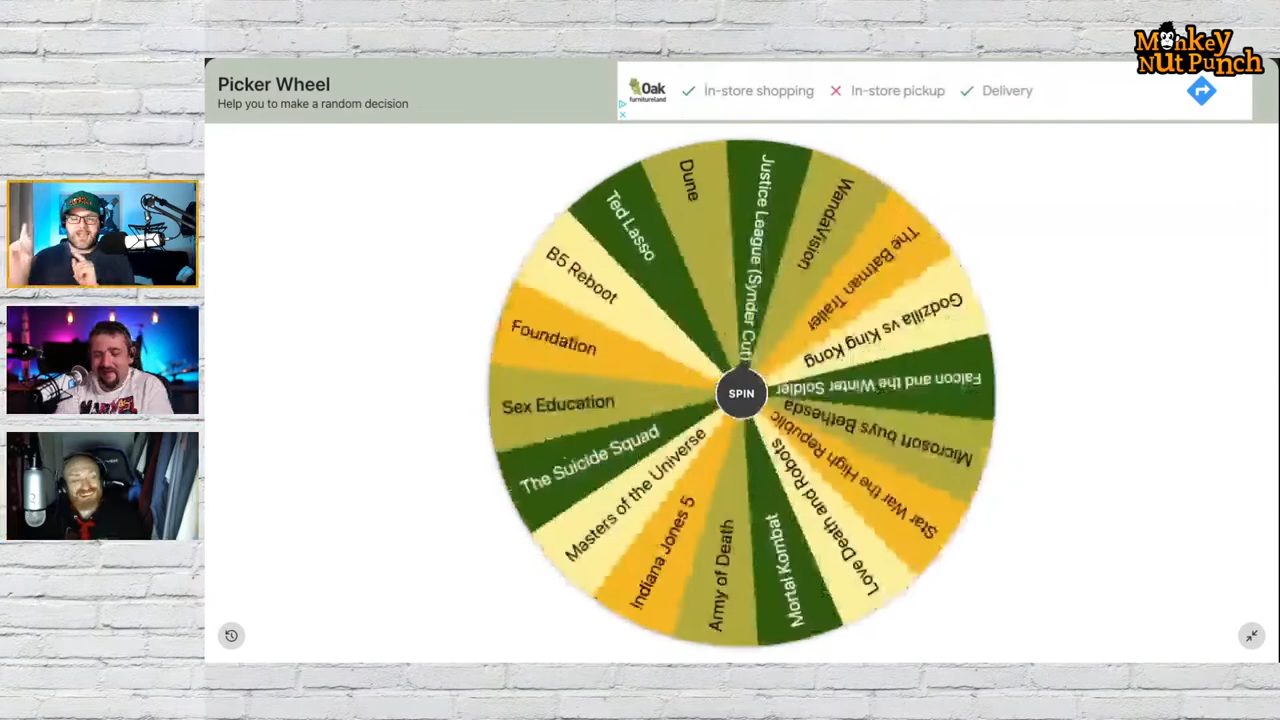 Monkey
Nut Punch
Picker Wheel
Help you to make a random decision
Oak
furnitureland
In-store shopping
In-store pickup
Delivery
Justice League (Synder Cut)
WandaVision
The Batman Trailer
Godzilla vs King Kong
Falcon and the Winter Soldier
Microsoft buys Bethesda
Star War the High Republic
Love Death and Robots
Mortal Kombat
Army of Death
Indiana Jones 5
Masters of the Universe
The Suicide Squad
Sex Education
Foundation
B5 Reboot
Ted Lasso
Dune
SPIN